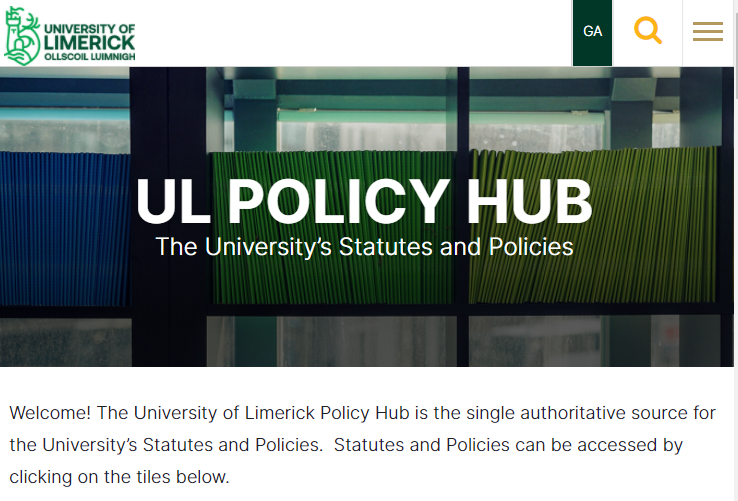 UNIVERSITY OF
LIMERICK
OLLSCOIL LUIMNIGH
GA
UL POLICY HUB
The University’s Statutes and Policies
Welcome! The University of Limerick Policy Hub is the single authoritative source for
the University’s Statutes and Policies.  Statutes and Policies can be accessed by
clicking on the tiles below.